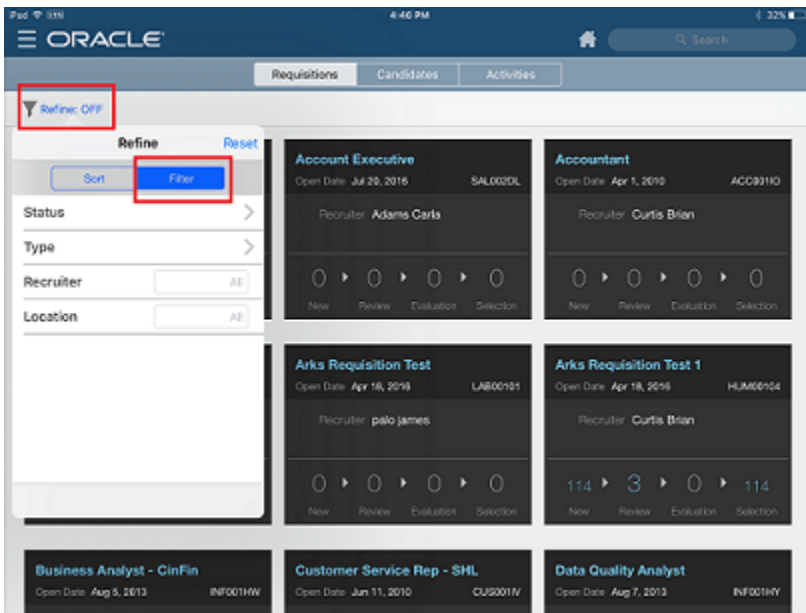 iPad 4:46 PM 32%
ORACLE Search
Requisitions Candidates Activities
Refine: OFF
Refine Reset
Sort Filter
Status
Type
Recruiter All
Location All
Account Executive
Open Date Jul 20, 2016 SAL002DL
Recruiter Adams Carla
0 0 0 0
New Review Evaluation Selection
Accountant
Open Date Apr 1, 2010
Recruiter Curtis Brian
0 0 0 0
New Review Evaluation Selection
Arks Requisition Test
Open Date Apr 18, 2016 LAB00101
Recruiter palo james
0 0 0 0
New Review Evaluation Selection
Arks Requisition Test 1
Open Date Apr 18, 2016 HUM00104
Recruiter Curtis Brian
114 3 0 114
New Review Evaluation Selection
Business Analyst - CinFin
Open Date Aug 5, 2013 INF001HW
Customer Service Rep - SHL
Open Date Jun 11, 2010 CUS001IV
Data Quality Analyst
Open Date Aug 7, 2013 INF001HY